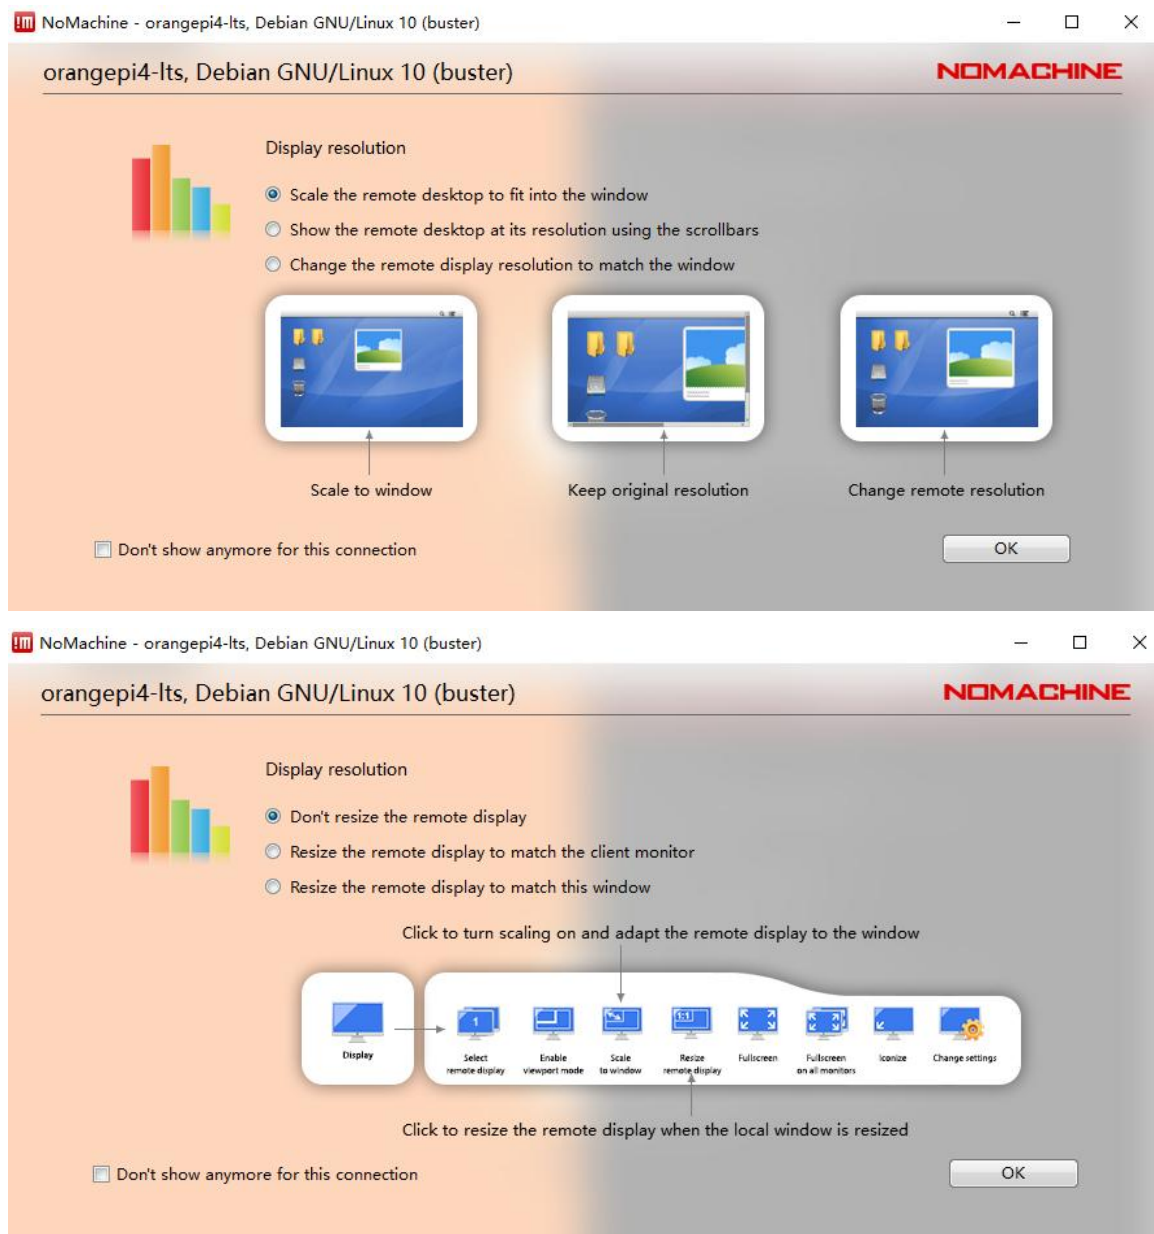 NoMachine - orangepi4-lts, Debian GNU/Linux 10 (buster)
orangepi4-lts, Debian GNU/Linux 10 (buster)
NOMACHINE
Display resolution
Scale the remote desktop to fit into the window
Show the remote desktop at its resolution using the scrollbars
Change the remote display resolution to match the window
Scale to window
Keep original resolution
Change remote resolution
Don't show anymore for this connection
OK
NoMachine - orangepi4-lts, Debian GNU/Linux 10 (buster)
orangepi4-lts, Debian GNU/Linux 10 (buster)
NOMACHINE
Display resolution
Don't resize the remote display
Resize the remote display to match the client monitor
Resize the remote display to match this window
Click to turn scaling on and adapt the remote display to the window
1
1:1
Display
Select
remote display
Enable
viewport mode
Scale
to window
Resize
remote display
Fullscreen
Fullscreen
on all monitors
Iconize
Change settings
Click to resize the remote display when the local window is resized
Don't show anymore for this connection
OK